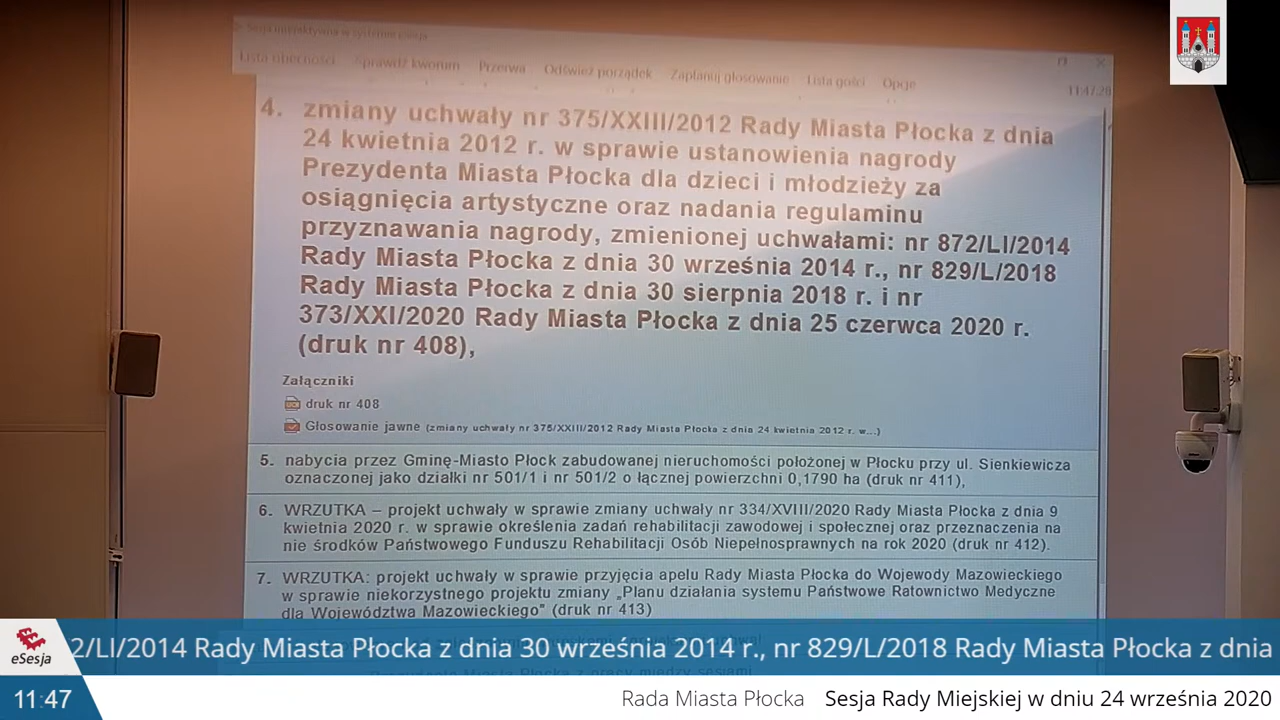 Sesja interaktywna w systemie eSesja
Lista obecności Sprawdź kworum Przerwa Odśwież porządek Zaplanuj głosowanie Lista gości Opcje
4. zmiany uchwały nr 375/XXIII/2012 Rady Miasta Płocka z dnia
24 kwietnia 2012 r. w sprawie ustanowienia nagrody
Prezydenta Miasta Płocka dla dzieci i młodzieży za
osiągnięcia artystyczne oraz nadania regulaminu
przyznawania nagrody, zmienionej uchwałami: nr 872/LI/2014
Rady Miasta Płocka z dnia 30 września 2014 r., nr 829/L/2018
Rady Miasta Płocka z dnia 30 sierpnia 2018 r. i nr
373/XXI/2020 Rady Miasta Płocka z dnia 25 czerwca 2020 r.
(druk nr 408),
Załączniki
druk nr 408
Głosowanie jawne (zmiany uchwały nr 375/XXIII/2012 Rady Miasta Płocka z dnia 24 kwietnia 2012 r. w...)
5. nabycia przez Gminę-Miasto Płock zabudowanej nieruchomości położonej w Płocku przy ul. Sienkiewicza
oznaczonej jako działki nr 501/1 i nr 501/2 o łącznej powierzchni 0,1790 ha (druk nr 411),
6. WRZUTKA – projekt uchwały w sprawie zmiany uchwały nr 334/XVIII/2020 Rady Miasta Płocka z dnia 9
kwietnia 2020 r. w sprawie określenia zadań rehabilitacji zawodowej i społecznej oraz przeznaczenia na
nie środków Państwowego Funduszu Rehabilitacji Osób Niepełnosprawnych na rok 2020 (druk nr 412).
7. WRZUTKA: projekt uchwały w sprawie przyjęcia apelu Rady Miasta Płocka do Wojewody Mazowieckiego
w sprawie niekorzystnego projektu zmiany „Planu działania systemu Państwowe Ratownictwo Medyczne
dla Województwa Mazowieckiego" (druk nr 413)
eSesja
2/LI/2014 Rady Miasta Płocka z dnia 30 września 2014 r., nr 829/L/2018 Rady Miasta Płocka z dnia
11:47 Rada Miasta Płocka Sesja Rady Miejskiej w dniu 24 września 2020